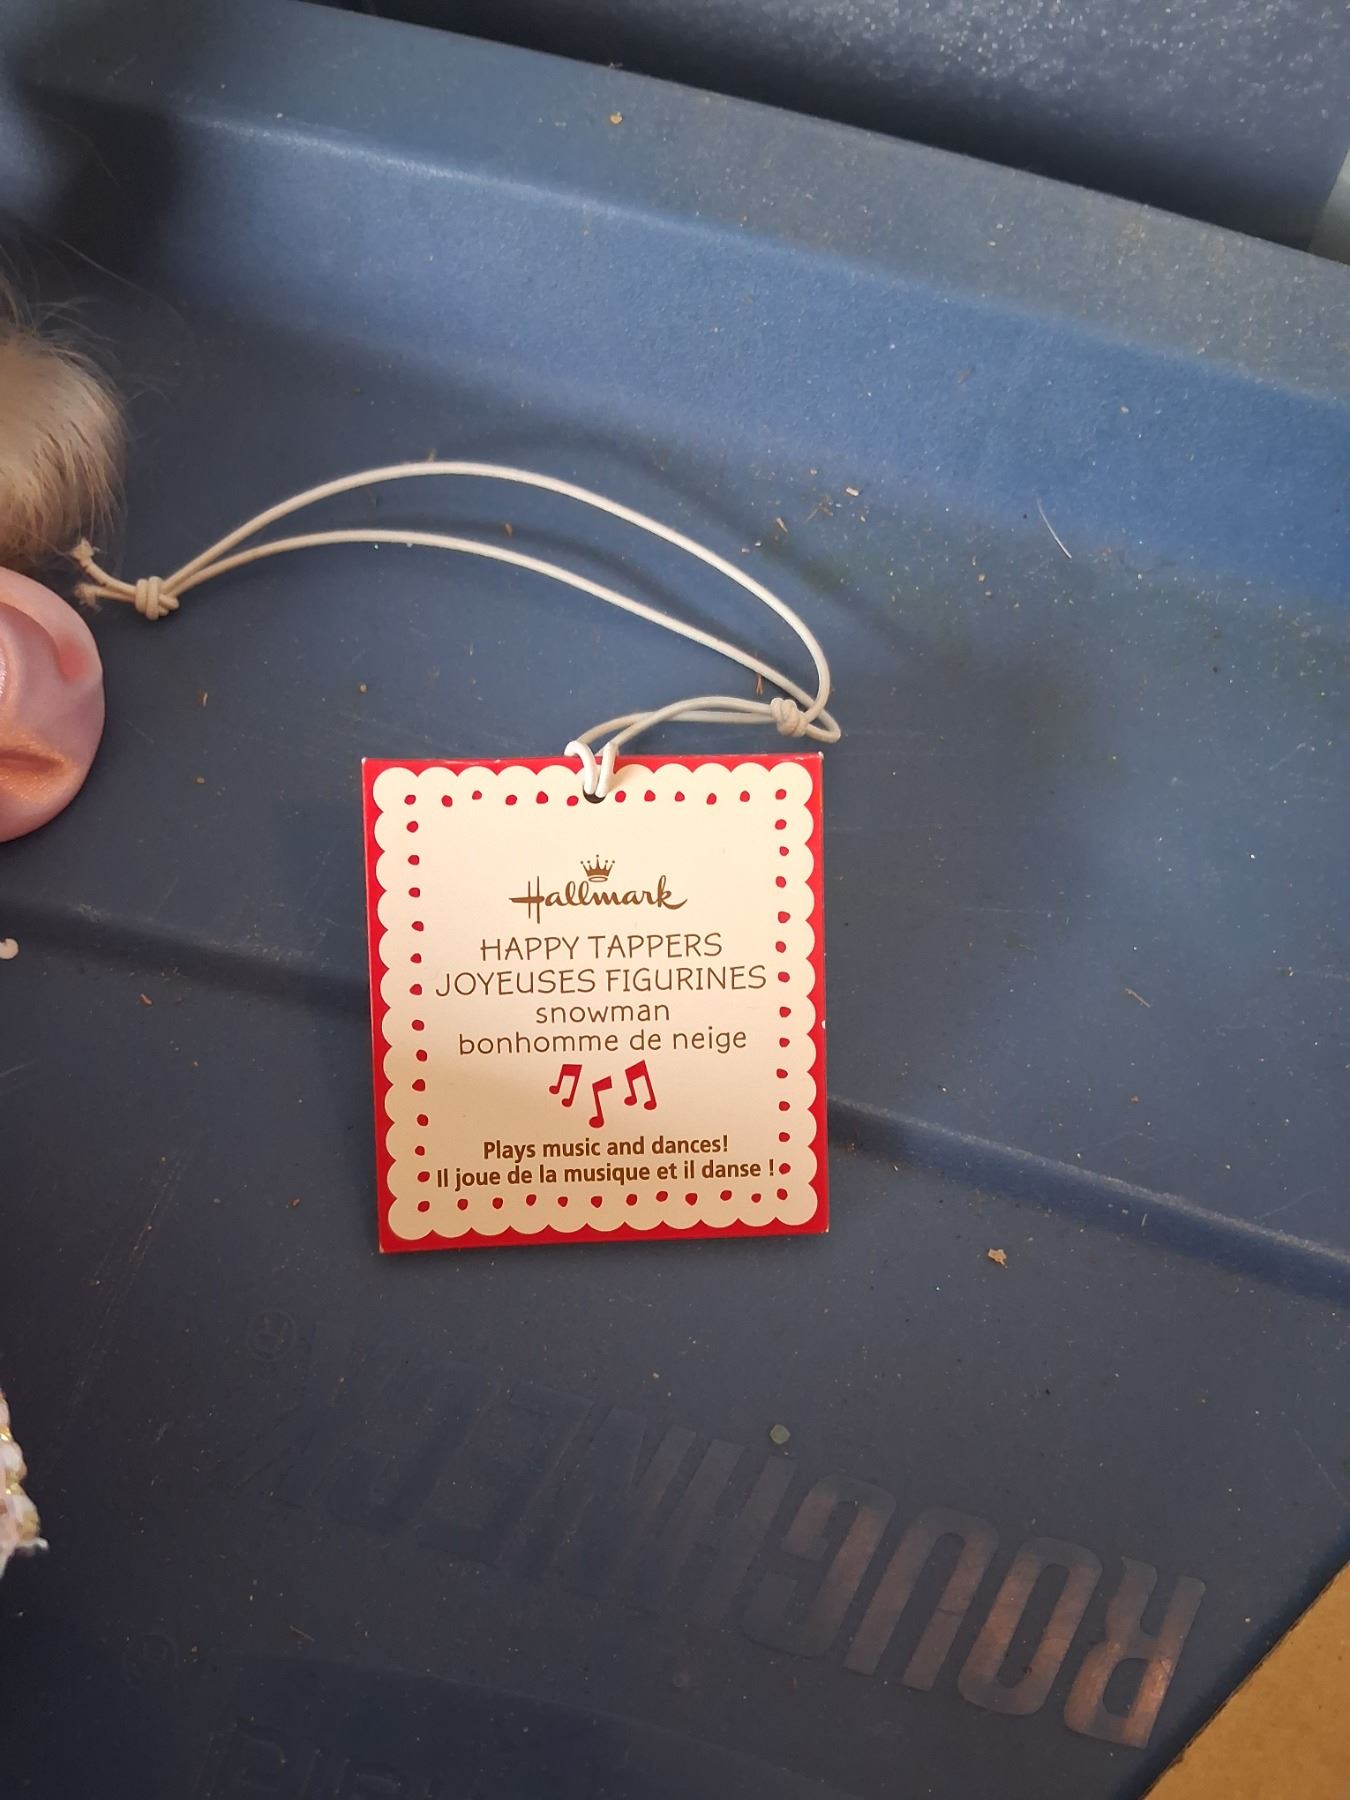 Hallmark
HAPPY TAPPERS
JOYEUSES FIGURINES
snowman
bonhomme de neige
Plays music and dances!
Il joue de la musique et il danse !
ROUGHNECK®